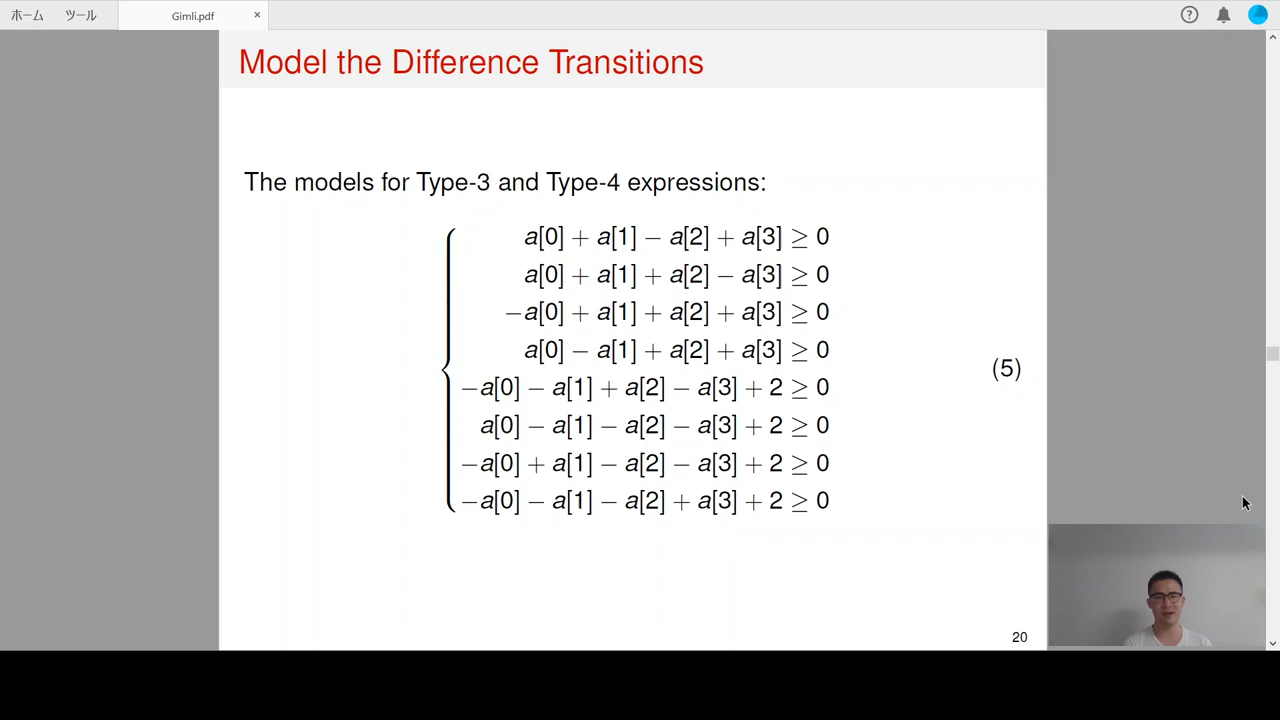 ホーム ツール Gimli.pdf ×
Model the Difference Transitions
The models for Type-3 and Type-4 expressions:
a[0] + a[1] − a[2] + a[3] ≥ 0
a[0] + a[1] + a[2] − a[3] ≥ 0
−a[0] + a[1] + a[2] + a[3] ≥ 0
a[0] − a[1] + a[2] + a[3] ≥ 0
−a[0] − a[1] + a[2] − a[3] + 2 ≥ 0
a[0] − a[1] − a[2] − a[3] + 2 ≥ 0
−a[0] + a[1] − a[2] − a[3] + 2 ≥ 0
−a[0] − a[1] − a[2] + a[3] + 2 ≥ 0
(5)
20